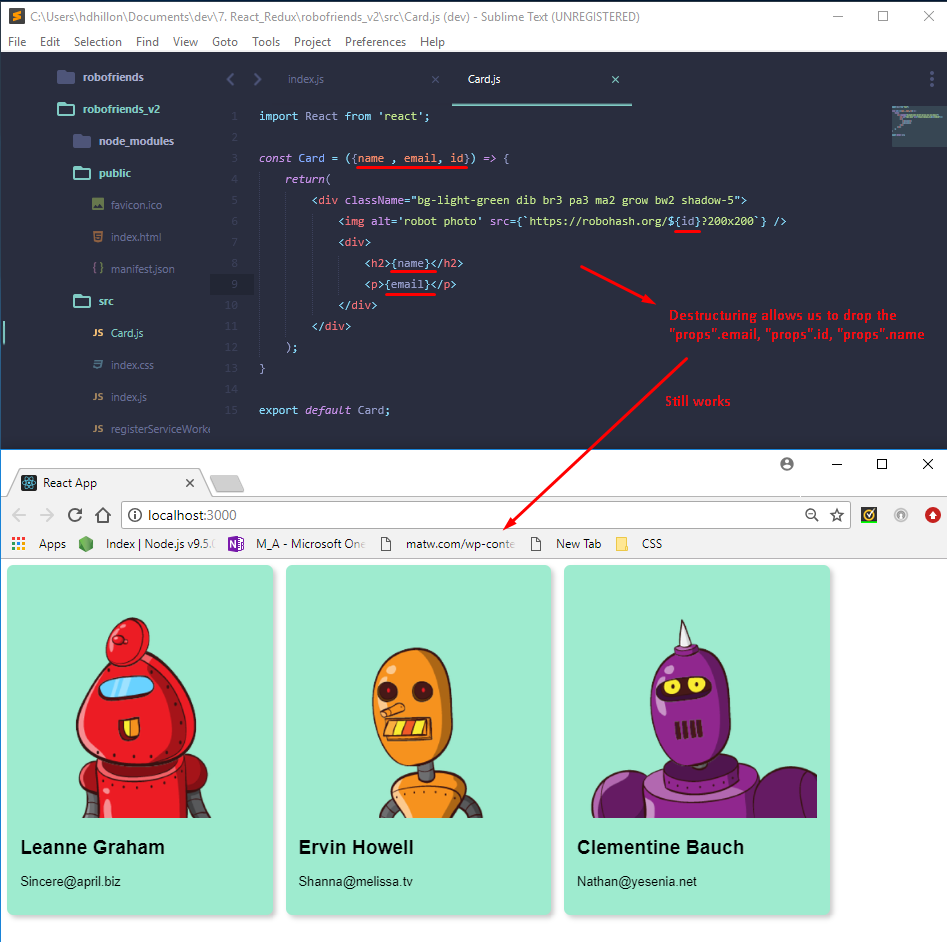 C:\Users\hdhillon\Documents\dev\7. React_Redux\robofriends_v2\src\Card.js (dev) - Sublime Text (UNREGISTERED)
File Edit Selection Find View Goto Tools Project Preferences Help
robofriends
robofriends_v2
node_modules
public
favicon.ico
index.html
manifest.json
src
JS Card.js
index.css
JS index.js
JS registerServiceWork
index.js
Card.js
1 import React from 'react';
2
3 const Card = ({name , email, id}) => {
4 return(
5 <div className="bg-light-green dib br3 pa3 ma2 grow bw2 shadow-5">
6 <img alt='robot photo' src={`https://robohash.org/${id}?200x200`} />
7 <div>
8 <h2>{name}</h2>
9 <p>{email}</p>
10 </div>
11 </div>
12 );
13 }
14
15 export default Card;
Destructuring allows us to drop the
"props".email, "props".id, "props".name
Still works
React App
localhost:3000
Apps
Index | Node.js v9.5.0
M_A - Microsoft One
matw.com/wp-conte
New Tab
CSS
Leanne Graham
Sincere@april.biz
Ervin Howell
Shanna@melissa.tv
Clementine Bauch
Nathan@yesenia.net